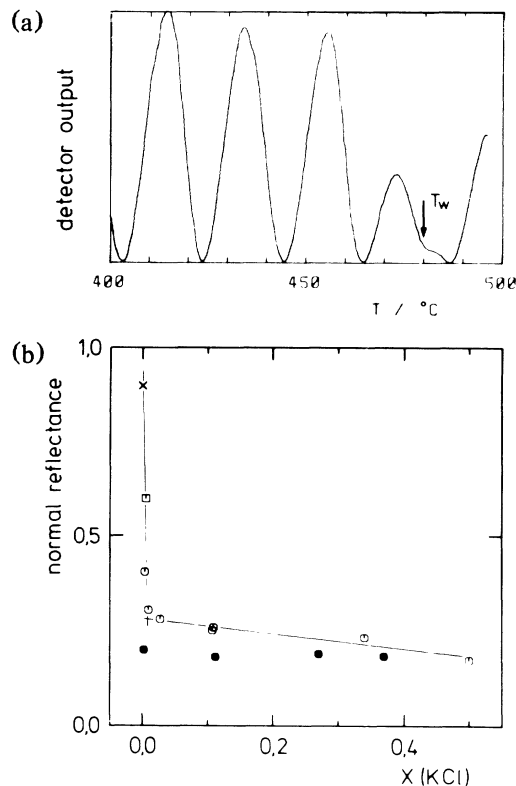 (a)
detector output
Tw
400 450 500
T / °C
(b)
normal reflectance
1,0
0,5
0,0
0,0 0,2 0,4
X (KCl)